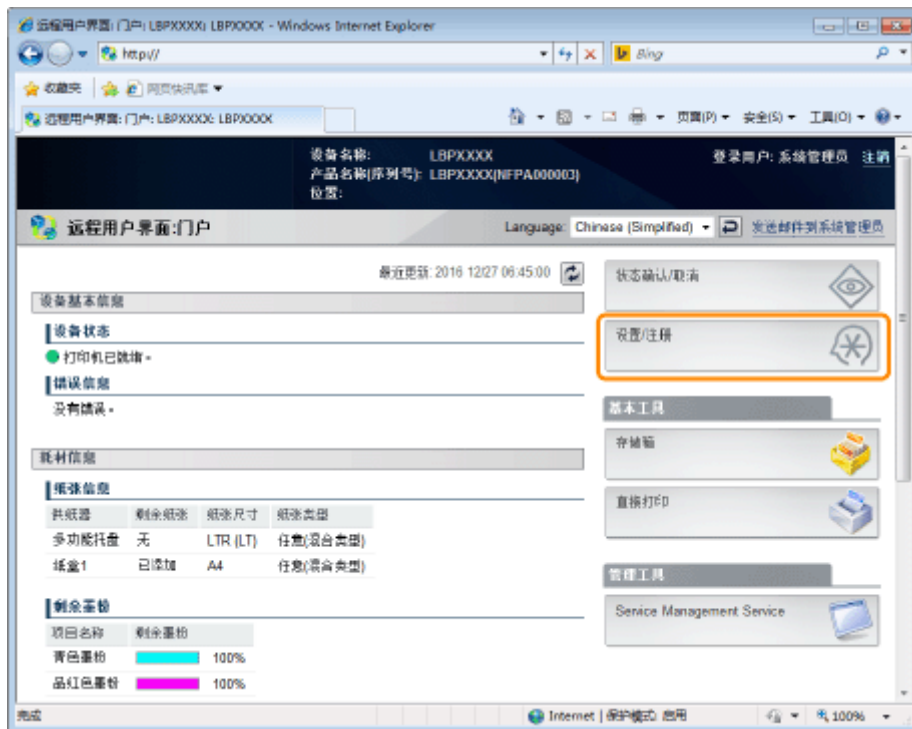 远程用户界面: 门户: LBPXXXX: LBPXXXX - Windows Internet Explorer
http://
Bing
收藏夹
网页快讯库
远程用户界面: 门户: LBPXXXX: LBPXXXX
页面(P)
安全(S)
工具(O)
设备名称: LBPXXXX
产品名称(序列号): LBPXXXX(NFPA000003)
位置:
登录用户: 系统管理员 注销
远程用户界面:门户
Language: Chinese (Simplified)
发送邮件到系统管理员
最近更新: 2016 12/27 06:45:00
设备基本信息
设备状态
打印机已就绪。
错误信息
没有错误。
耗材信息
纸张信息
供纸器 剩余纸张 纸张尺寸 纸张类型
多功能托盘 无 LTR (LT) 任意(混合类型)
纸盒1 已添加 A4 任意(混合类型)
剩余墨粉
项目名称 剩余墨粉
青色墨粉 100%
品红色墨粉 100%
状态确认/取消
设置/注册
基本工具
存储箱
直接打印
管理工具
Service Management Service
完成
Internet | 保护模式: 启用
100%